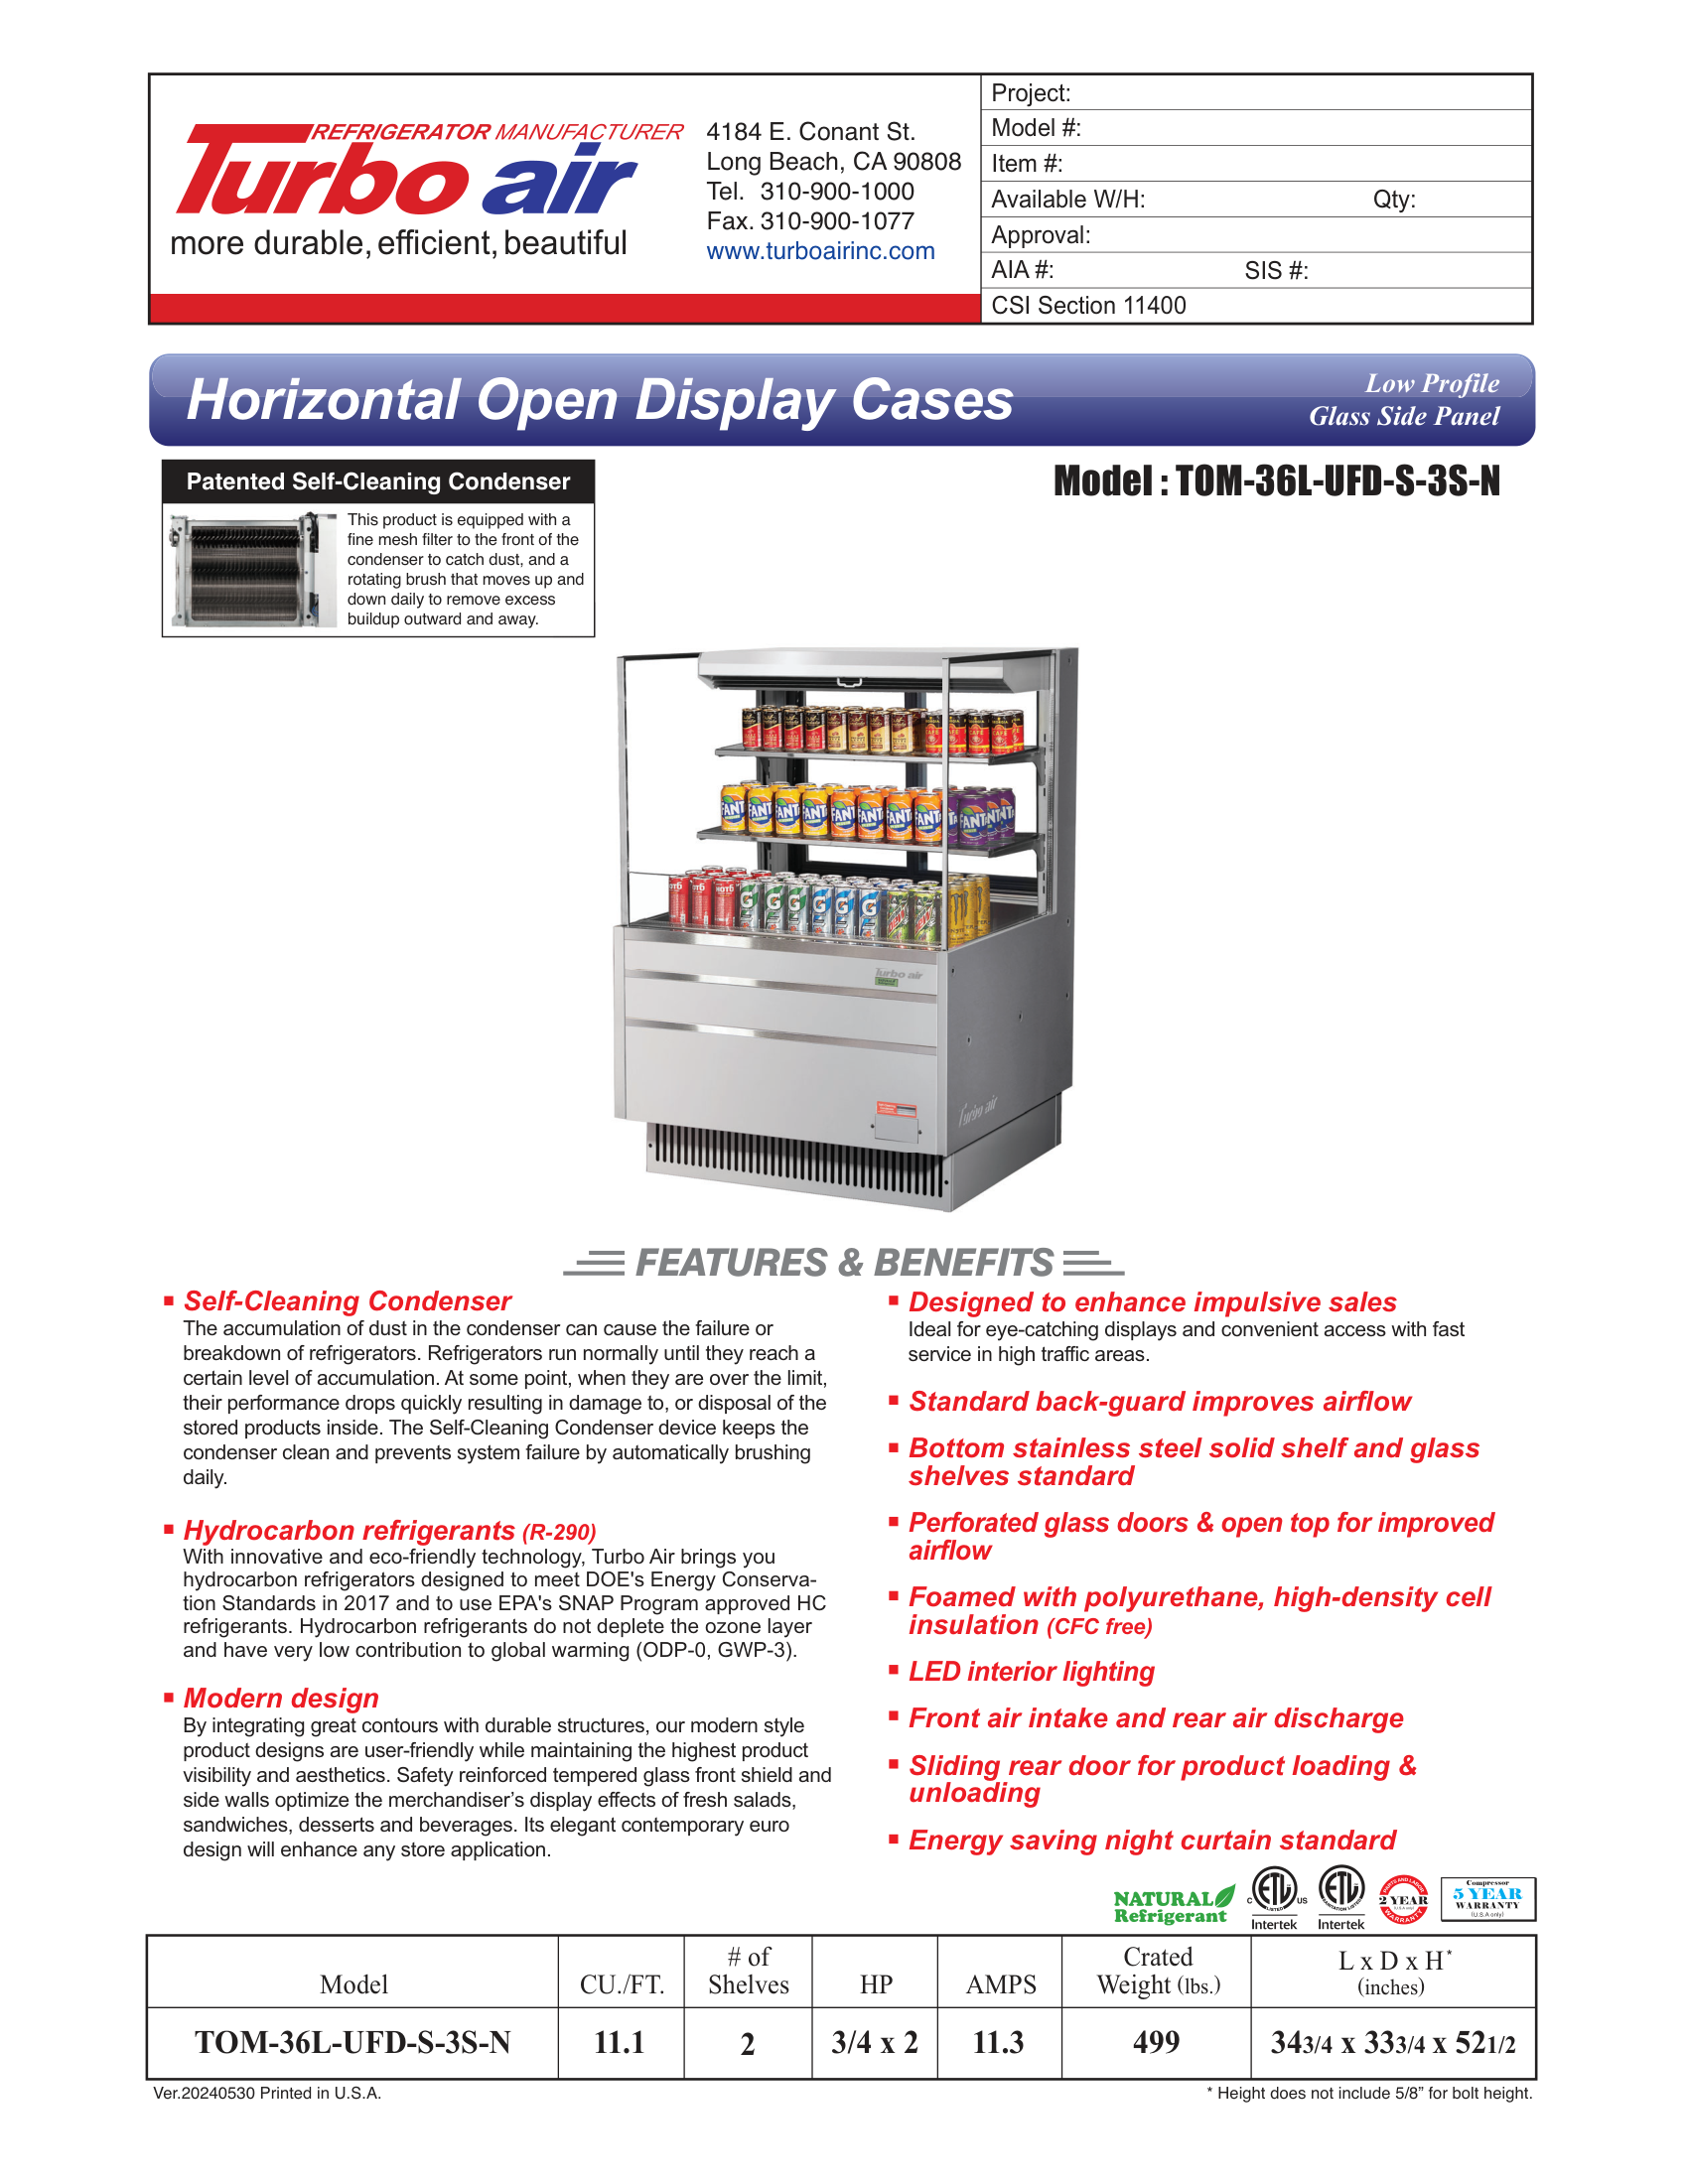 REFRIGERATOR MANUFACTURER
Turbo air
more durable, efficient, beautiful
4184 E. Conant St.
Long Beach, CA 90808
Tel. 310-900-1000
Fax. 310-900-1077
www.turboairinc.com
Project:
Model #:
Item #:
Available W/H: Qty:
Approval:
AIA #: SIS #:
CSI Section 11400
Horizontal Open Display Cases
Low Profile
Glass Side Panel
Patented Self-Cleaning Condenser
This product is equipped with a
fine mesh filter to the front of the
condenser to catch dust, and a
rotating brush that moves up and
down daily to remove excess
buildup outward and away.
Model : TOM-36L-UFD-S-3S-N
Turbo air
Turbo air
FEATURES & BENEFITS
▪ Self-Cleaning Condenser
The accumulation of dust in the condenser can cause the failure or
breakdown of refrigerators. Refrigerators run normally until they reach a
certain level of accumulation. At some point, when they are over the limit,
their performance drops quickly resulting in damage to, or disposal of the
stored products inside. The Self-Cleaning Condenser device keeps the
condenser clean and prevents system failure by automatically brushing
daily.
▪ Hydrocarbon refrigerants (R-290)
With innovative and eco-friendly technology, Turbo Air brings you
hydrocarbon refrigerators designed to meet DOE's Energy Conserva-
tion Standards in 2017 and to use EPA's SNAP Program approved HC
refrigerants. Hydrocarbon refrigerants do not deplete the ozone layer
and have very low contribution to global warming (ODP-0, GWP-3).
▪ Modern design
By integrating great contours with durable structures, our modern style
product designs are user-friendly while maintaining the highest product
visibility and aesthetics. Safety reinforced tempered glass front shield and
side walls optimize the merchandiser's display effects of fresh salads,
sandwiches, desserts and beverages. Its elegant contemporary euro
design will enhance any store application.
▪ Designed to enhance impulsive sales
Ideal for eye-catching displays and convenient access with fast
service in high traffic areas.
▪ Standard back-guard improves airflow
▪ Bottom stainless steel solid shelf and glass
shelves standard
▪ Perforated glass doors & open top for improved
airflow
▪ Foamed with polyurethane, high-density cell
insulation (CFC free)
▪ LED interior lighting
▪ Front air intake and rear air discharge
▪ Sliding rear door for product loading &
unloading
▪ Energy saving night curtain standard
NATURAL
Refrigerant
C ETL US
LISTED
Intertek
ETL
SANITATION LISTED
Intertek
PARTS AND LABOR
2 YEAR
(U.S.A only)
WARRANTY
Compressor
5 YEAR
WARRANTY
(U.S.A only)
Model CU./FT. # of Shelves HP AMPS Crated Weight (lbs.) L x D x H* (inches)
TOM-36L-UFD-S-3S-N 11.1 2 3/4 x 2 11.3 499 343/4 x 333/4 x 521/2
Ver.20240530 Printed in U.S.A.
* Height does not include 5/8” for bolt height.